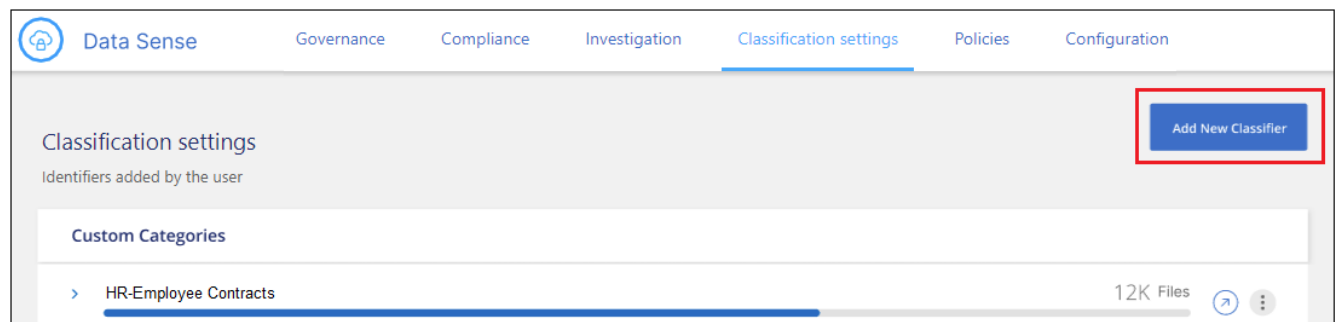 Data Sense Governance Compliance Investigation Classification settings Policies Configuration
Add New Classifier
Classification settings
Identifiers added by the user
Custom Categories
HR-Employee Contracts 12K Files